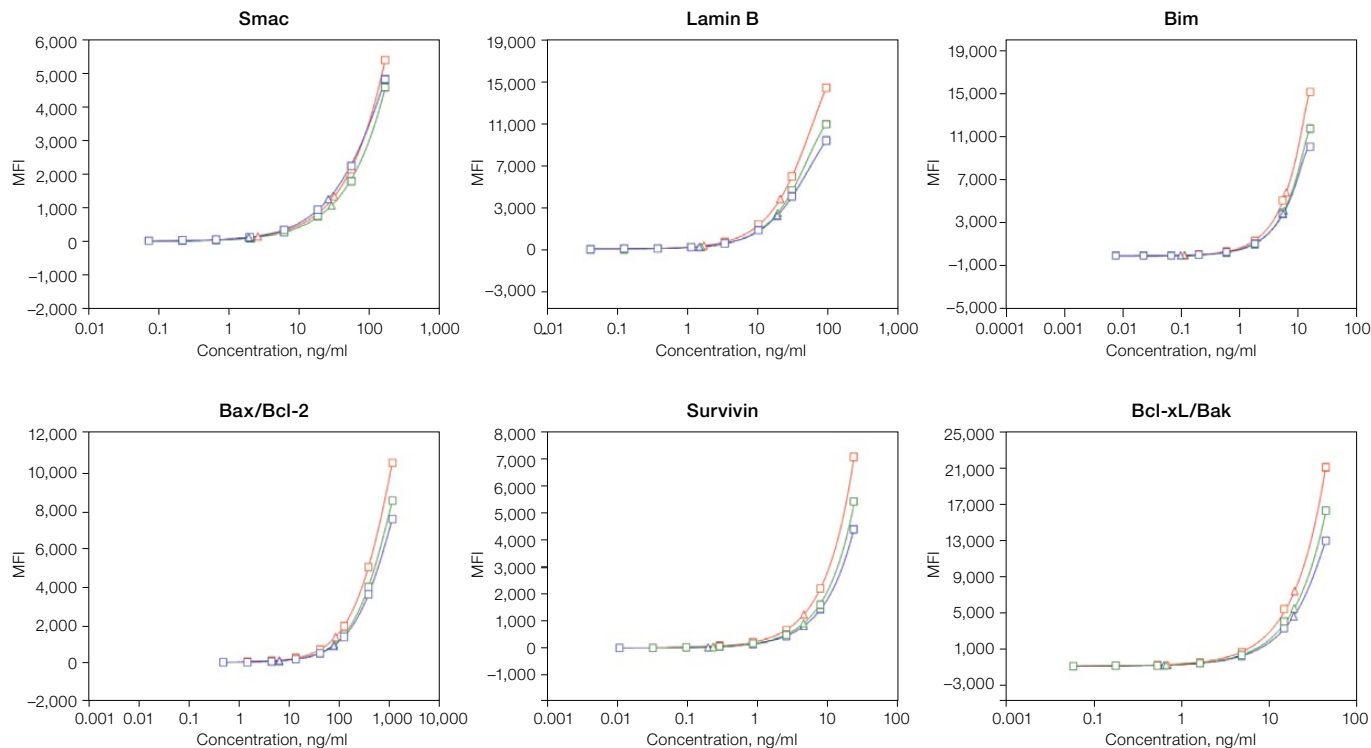 Smac
6,000
5,000
4,000
3,000
2,000
1,000
0
–1,000
–2,000
MFI
0.01 0.1 1 10 100 1,000
Concentration, ng/ml
Lamin B
19,000
15,000
11,000
7,000
3,000
0
–3,000
MFI
0.01 0.1 1 10 100 1,000
Concentration, ng/ml
Bim
19,000
15,000
11,000
7,000
3,000
–1,000
–5,000
MFI
0.0001 0.001 0.01 0.1 1 10 100
Concentration, ng/ml
Bax/Bcl-2
12,000
10,000
8,000
6,000
4,000
2,000
0
–2,000
MFI
0.001 0.01 0.1 1 10 100 1,000 10,000
Concentration, ng/ml
Survivin
8,000
7,000
6,000
5,000
4,000
3,000
2,000
1,000
0
–1,000
MFI
0.001 0.01 0.1 1 10 100
Concentration, ng/ml
Bcl-xL/Bak
25,000
21,000
17,000
13,000
9,000
5,000
1,000
–3,000
MFI
0.001 0.1 1 10 100
Concentration, ng/ml